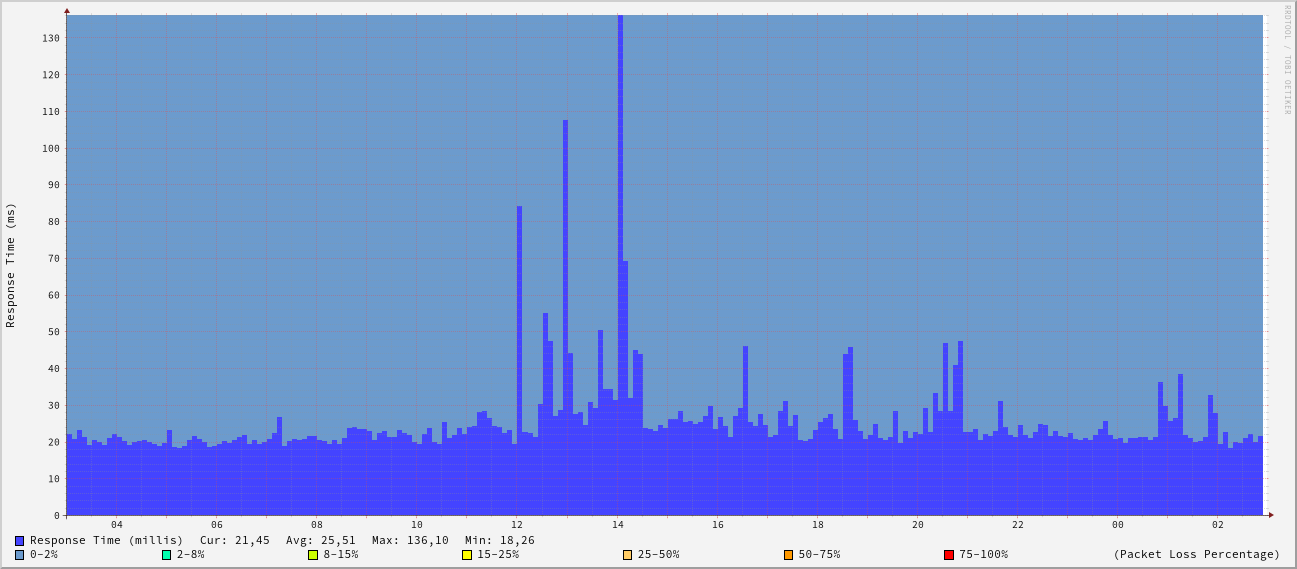 RRDTOOL / TOBI OETIKER
Response Time (ms)
130
120
110
100
90
80
70
60
50
40
30
20
10
0
04 06 08 10 12 14 16 18 20 22 00 02
Response Time (millis) Cur: 21,45 Avg: 25,51 Max: 136,10 Min: 18,26
0-2% 2-8% 8-15% 15-25% 25-50% 50-75% 75-100% (Packet Loss Percentage)